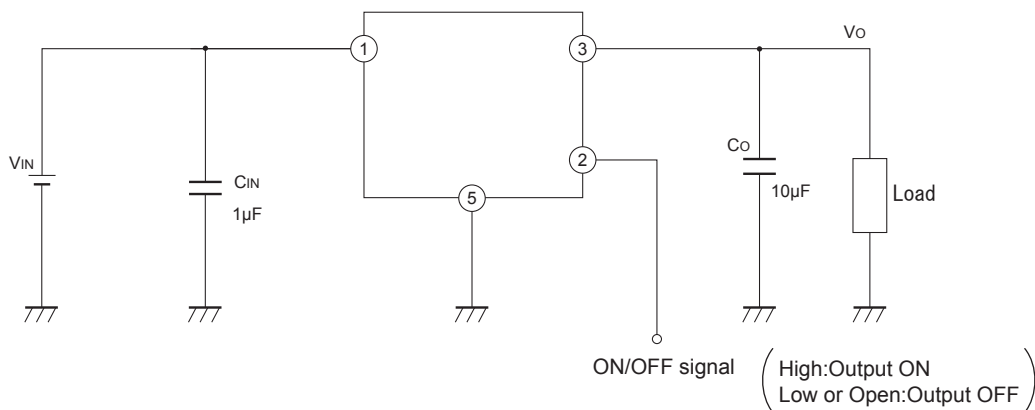 1
3
Vo
VIN
CIN
1µF
2
Co
10µF
Load
5
ON/OFF signal
High:Output ON
Low or Open:Output OFF